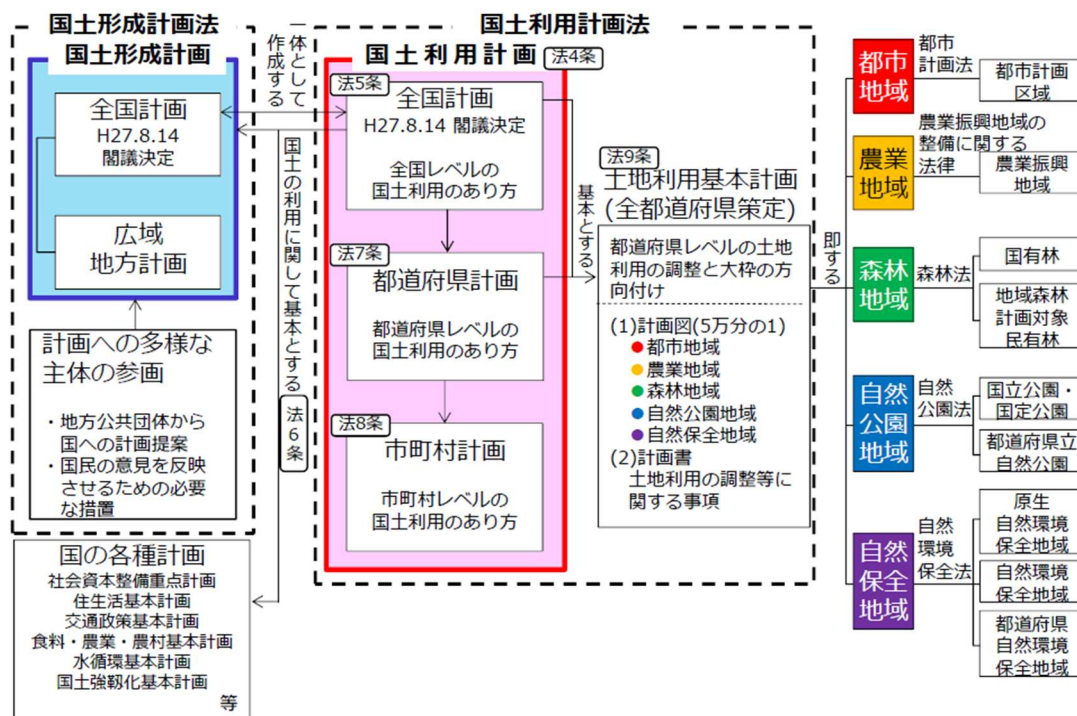 国土形成計画法
国土形成計画
全国計画
H27.8.14
閣議決定
広域
地方計画
計画への多様な
主体の参画
・地方公共団体から
国への計画提案
・国民の意見を反映
させるための必要
な措置
国の各種計画
社会資本整備重点計画
住生活基本計画
交通政策基本計画
食料・農業・農村基本計画
水循環基本計画
国土強靱化基本計画
等
一体として
作成する
国土の利用に関して基本とする
法6条
国土利用計画法
国土利用計画
法4条
法5条
全国計画
H27.8.14 閣議決定
全国レベルの
国土利用のあり方
法7条
都道府県計画
都道府県レベルの
国土利用のあり方
法8条
市町村計画
市町村レベルの
国土利用のあり方
基本とする
法9条
土地利用基本計画
(全都道府県策定)
都道府県レベルの土地
利用の調整と大枠の方
向付け
(1)計画図(5万分の1)
●都市地域
●農業地域
●森林地域
●自然公園地域
●自然保全地域
(2)計画書
土地利用の調整等に
関する事項
即する
都市
地域
都市
計画法
都市計画
区域
農業
地域
農業振興地域の
整備に関する
法律
農業振興
地域
森林
地域
森林法
国有林
地域森林
計画対象
民有林
自然
公園
地域
自然
公園法
国立公園・
国定公園
都道府県立
自然公園
自然
保全
地域
自然
環境
保全法
原生
自然環境
保全地域
自然環境
保全地域
都道府県
自然環境
保全地域